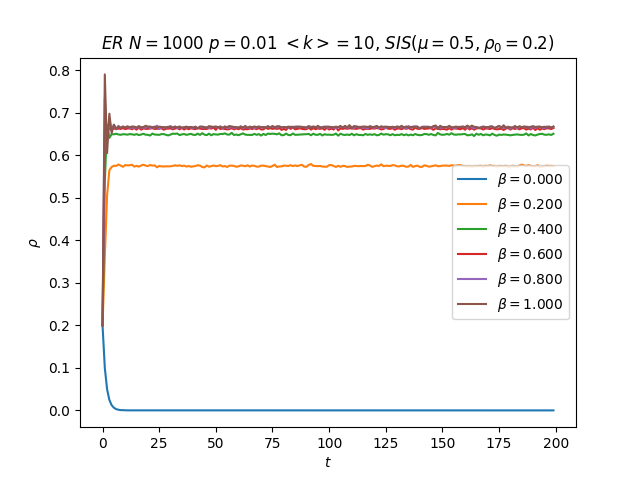 ER N = 1000 p = 0.01 < k >= 10, SIS(μ = 0.5, ρ₀ = 0.2)
0.8
0.7
0.6
0.5
0.4
0.3
0.2
0.1
0.0
ρ
β = 0.000
β = 0.200
β = 0.400
β = 0.600
β = 0.800
β = 1.000
0 25 50 75 100 125 150 175 200
t